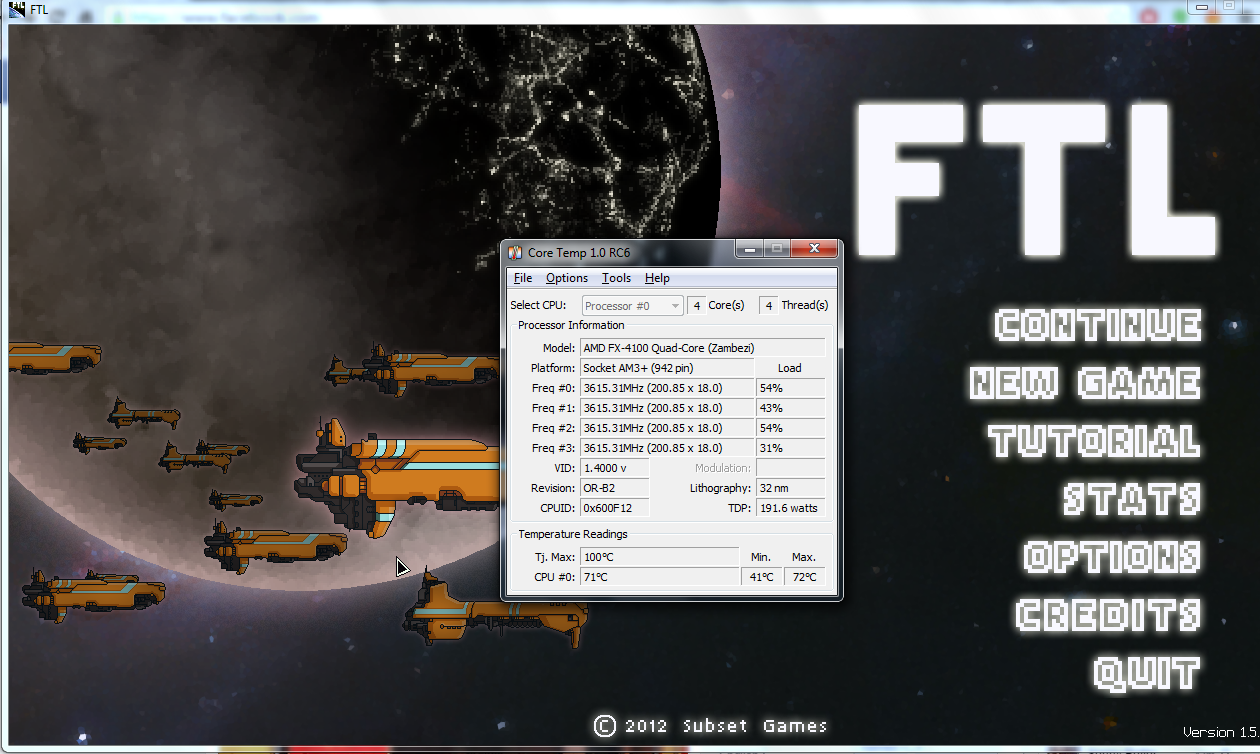 FTL
FTL
Core Temp 1.0 RC6
File Options Tools Help
Select CPU: Processor #0 4 Core(s) 4 Thread(s)
Processor Information
Model: AMD FX-4100 Quad-Core (Zambezi)
Platform: Socket AM3+ (942 pin) Load
Freq #0: 3615.31MHz (200.85 x 18.0) 54%
Freq #1: 3615.31MHz (200.85 x 18.0) 43%
Freq #2: 3615.31MHz (200.85 x 18.0) 54%
Freq #3: 3615.31MHz (200.85 x 18.0) 31%
VID: 1.4000 v Modulation:
Revision: OR-B2 Lithography: 32 nm
CPUID: 0x600F12 TDP: 191.6 watts
Temperature Readings
Tj. Max: 100°C Min. Max.
CPU #0: 71°C 41°C 72°C
CONTINUE
NEW GAME
TUTORIAL
STATS
OPTIONS
CREDITS
QUIT
© 2012 Subset Games
Version 1.5